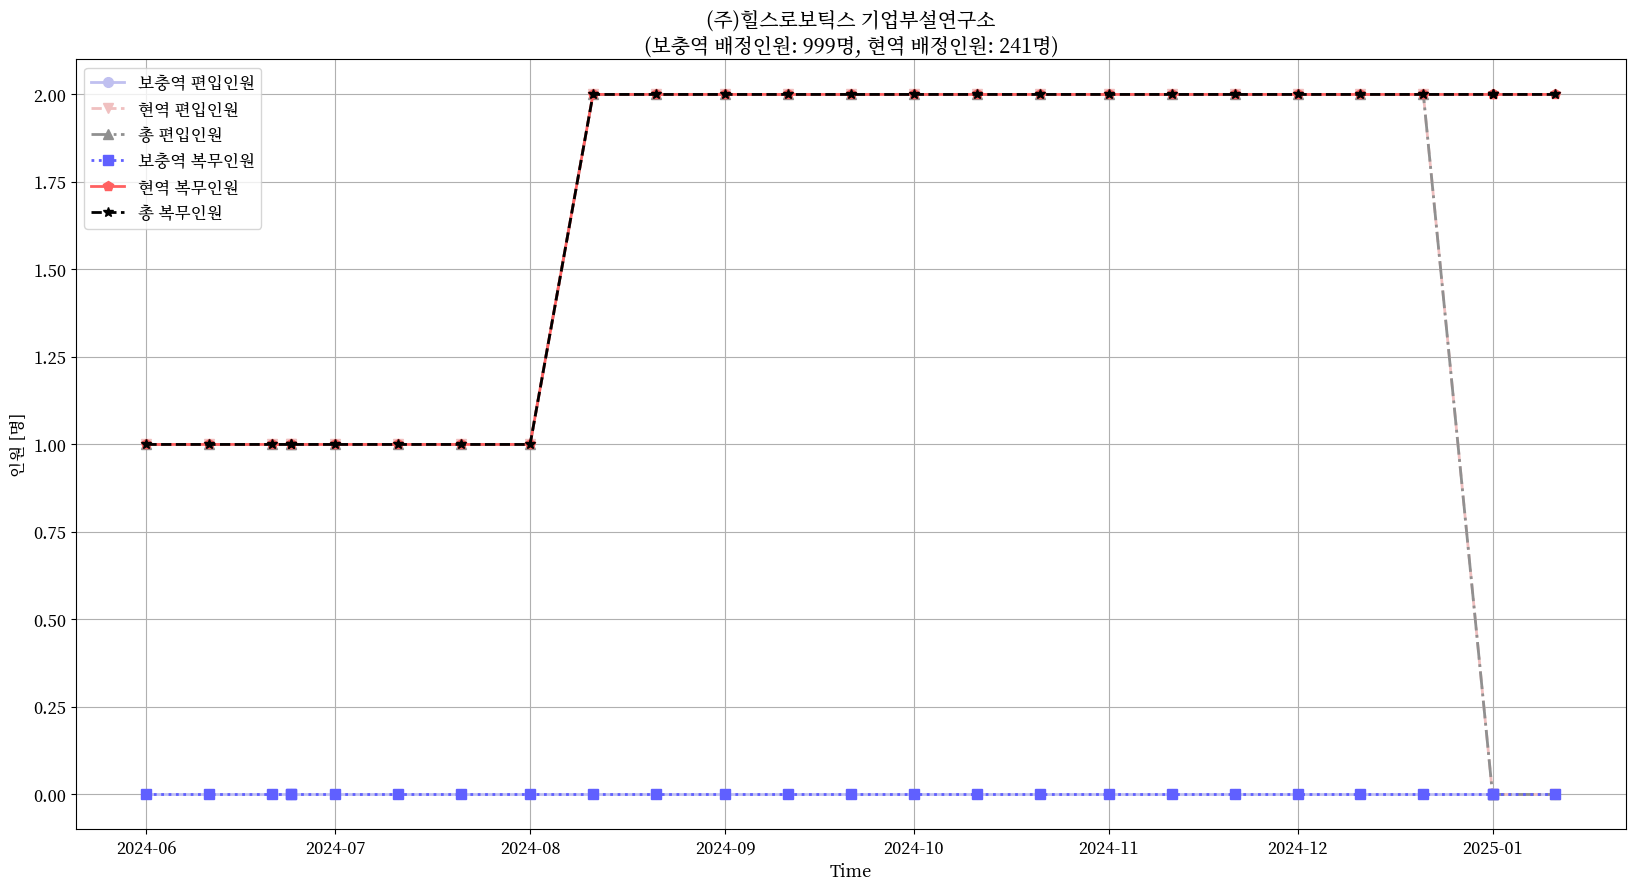 (주)힐스로보틱스 기업부설연구소
(보충역 배정인원: 999명, 현역 배정인원: 241명)
보충역 편입인원
현역 편입인원
총 편입인원
보충역 복무인원
현역 복무인원
총 복무인원
2.00
1.75
1.50
1.25
1.00
0.75
0.50
0.25
0.00
인원 [명]
2024-06 2024-07 2024-08 2024-09 2024-10 2024-11 2024-12 2025-01
Time